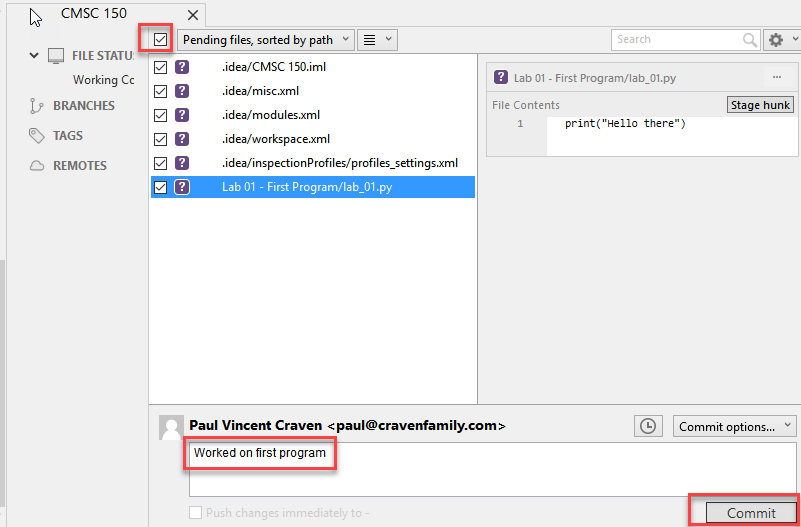 CMSC 150
Pending files, sorted by path
Search
FILE STATU
Working Co
BRANCHES
TAGS
REMOTES
.idea/CMSC 150.iml
.idea/misc.xml
.idea/modules.xml
.idea/workspace.xml
.idea/inspectionProfiles/profiles_settings.xml
Lab 01 - First Program/lab_01.py
Lab 01 - First Program/lab_01.py
File Contents
Stage hunk
1 print("Hello there")
Paul Vincent Craven <paul@cravenfamily.com>
Commit options...
Worked on first program
Push changes immediately to -
Commit